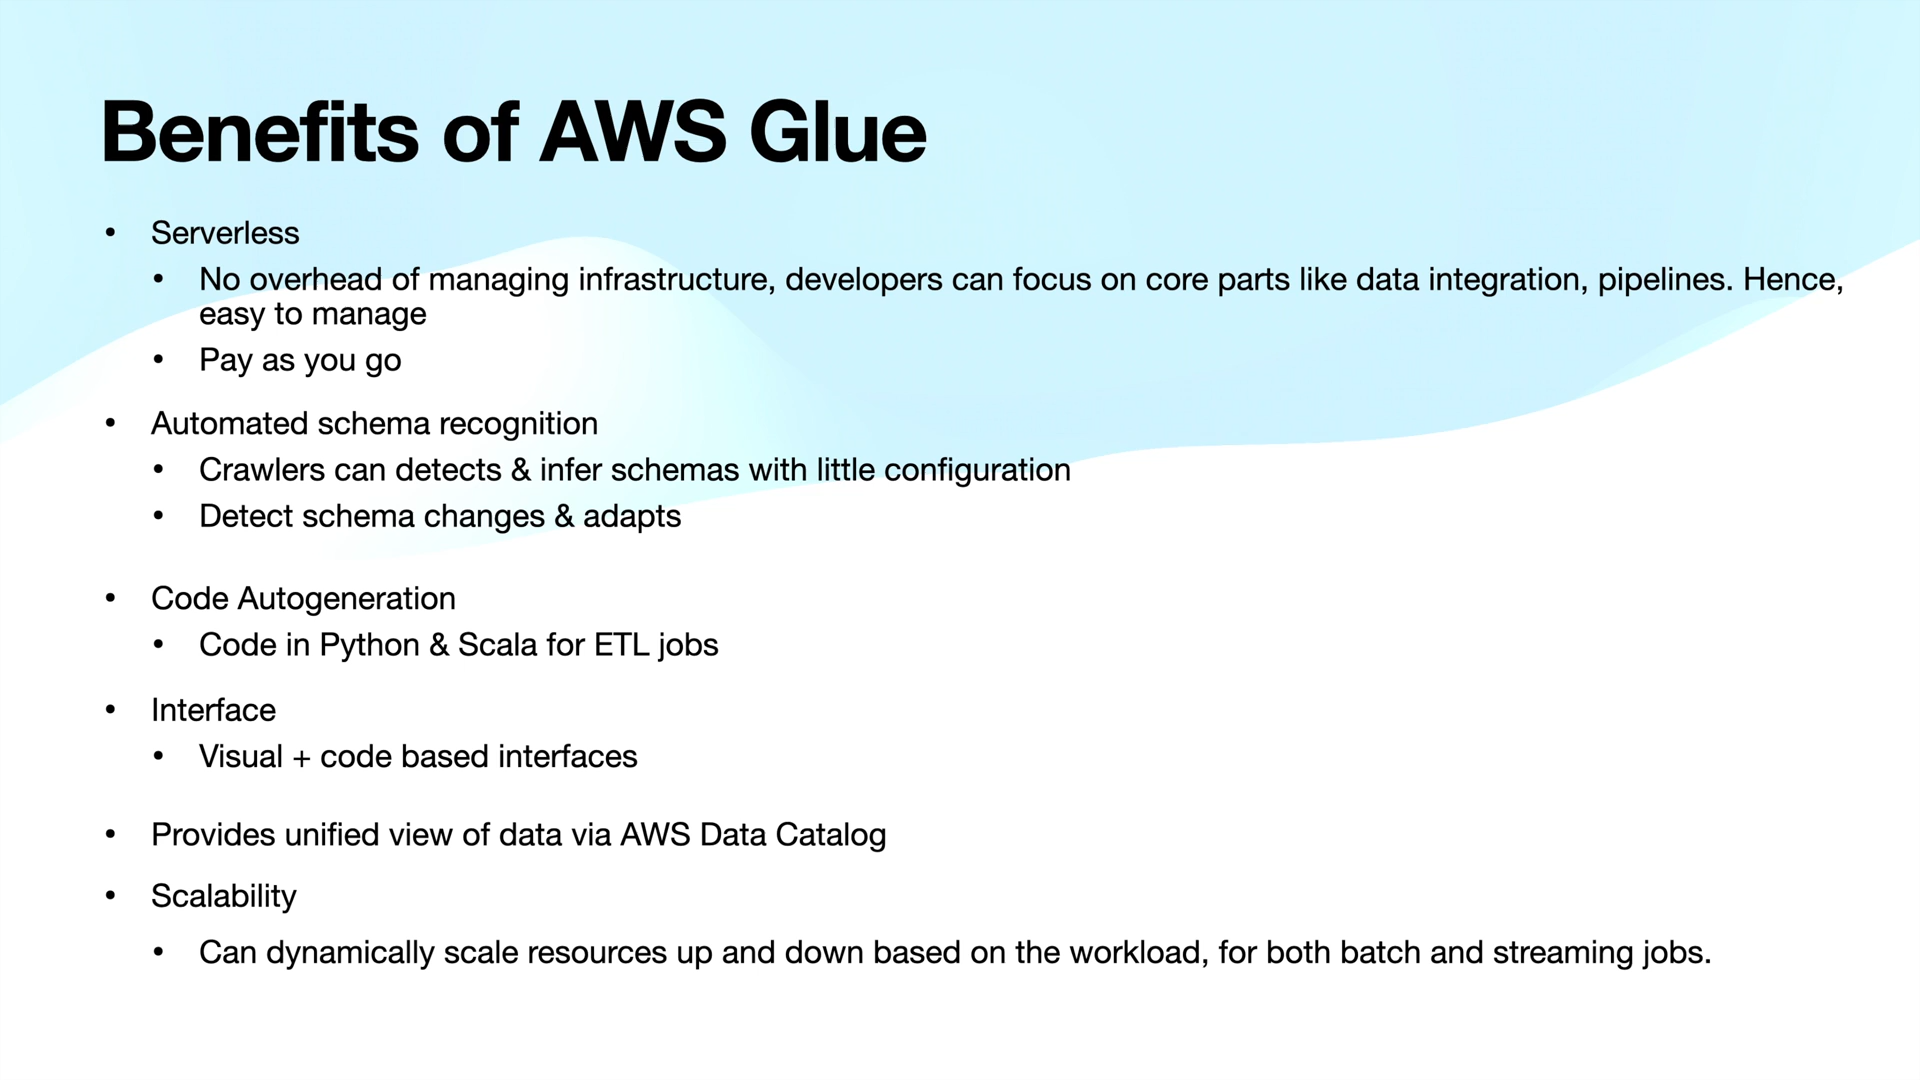 Benefits of AWS Glue
• Serverless
• No overhead of managing infrastructure, developers can focus on core parts like data integration, pipelines. Hence,
easy to manage
• Pay as you go
• Automated schema recognition
• Crawlers can detects & infer schemas with little configuration
• Detect schema changes & adapts
• Code Autogeneration
• Code in Python & Scala for ETL jobs
• Interface
• Visual + code based interfaces
• Provides unified view of data via AWS Data Catalog
• Scalability
• Can dynamically scale resources up and down based on the workload, for both batch and streaming jobs.